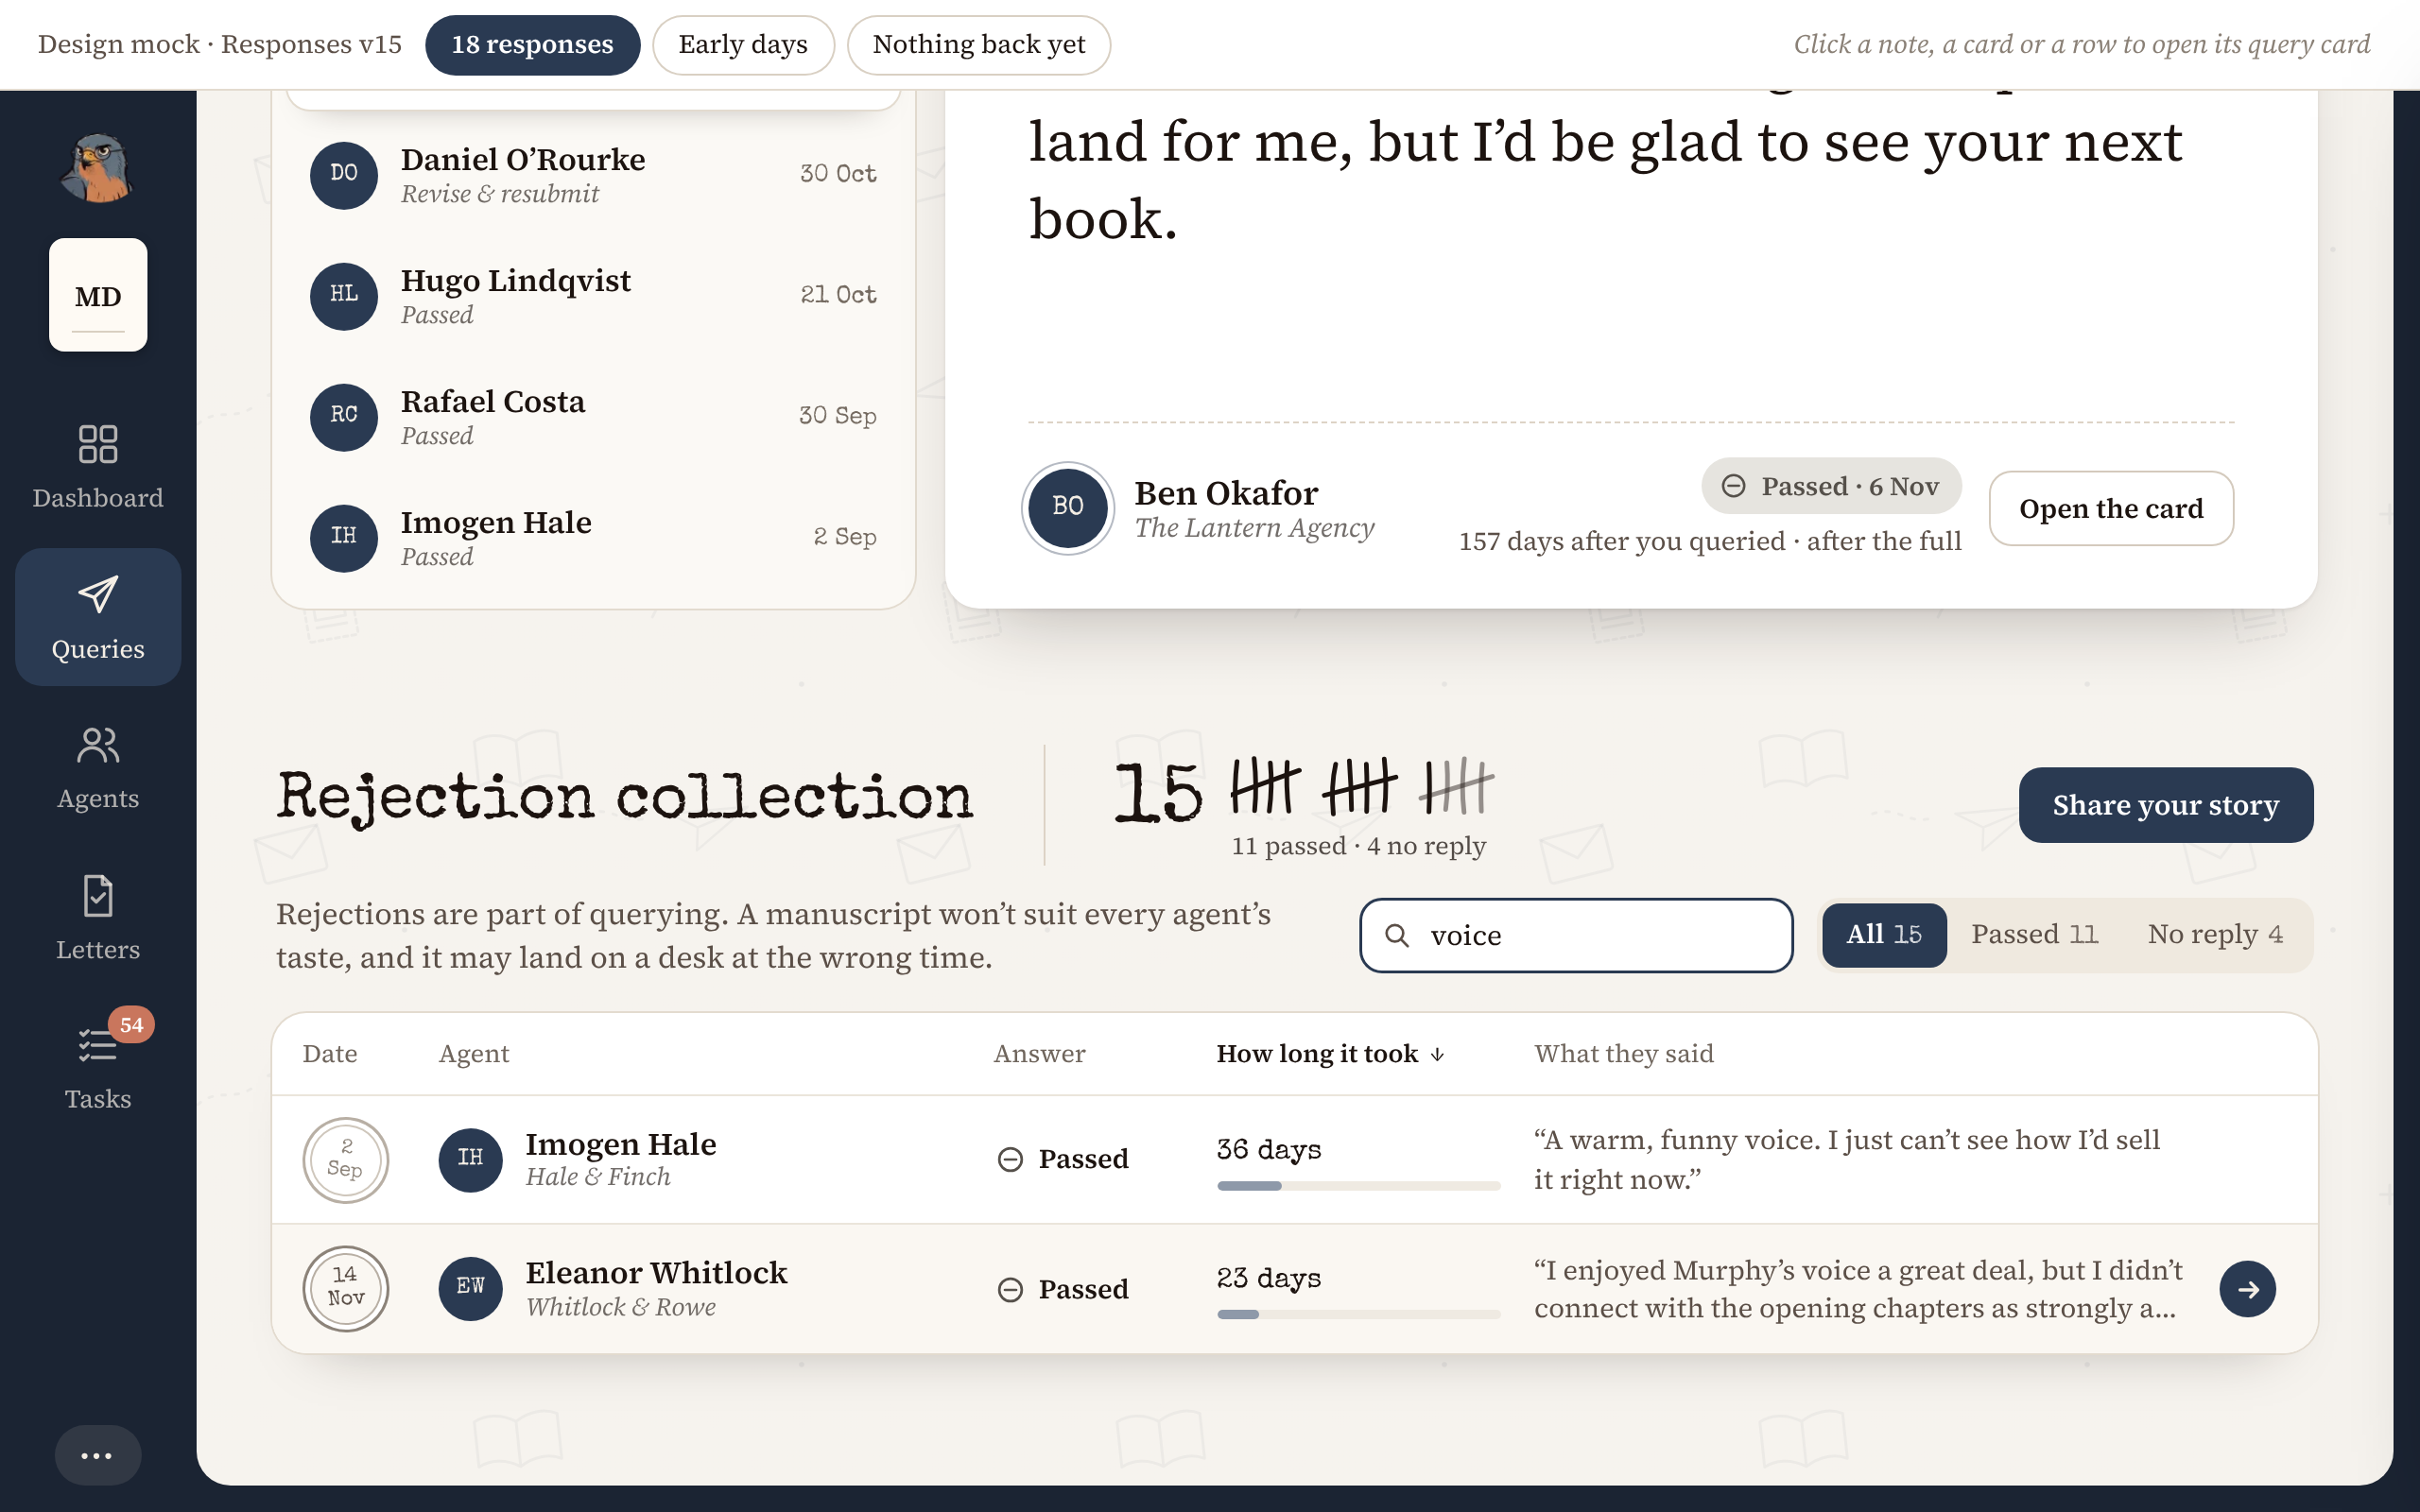 Design mock · Responses v15
18 responses
Early days
Nothing back yet
Click a note, a card or a row to open its query card
MD
Dashboard
Queries
Agents
Letters
54
Tasks
DO
Daniel O’Rourke
Revise & resubmit
30 Oct
HL
Hugo Lindqvist
Passed
21 Oct
RC
Rafael Costa
Passed
30 Sep
IH
Imogen Hale
Passed
2 Sep
land for me, but I’d be glad to see your next
book.
BO
Ben Okafor
The Lantern Agency
Passed · 6 Nov
157 days after you queried · after the full
Open the card
Rejection collection
15
11 passed · 4 no reply
Share your story
Rejections are part of querying. A manuscript won’t suit every agent’s
taste, and it may land on a desk at the wrong time.
voice
All 15
Passed 11
No reply 4
Date
Agent
Answer
How long it took ↓
What they said
2
Sep
IH
Imogen Hale
Hale & Finch
Passed
36 days
“A warm, funny voice. I just can’t see how I’d sell
it right now.”
14
Nov
EW
Eleanor Whitlock
Whitlock & Rowe
Passed
23 days
“I enjoyed Murphy’s voice a great deal, but I didn’t
connect with the opening chapters as strongly a...